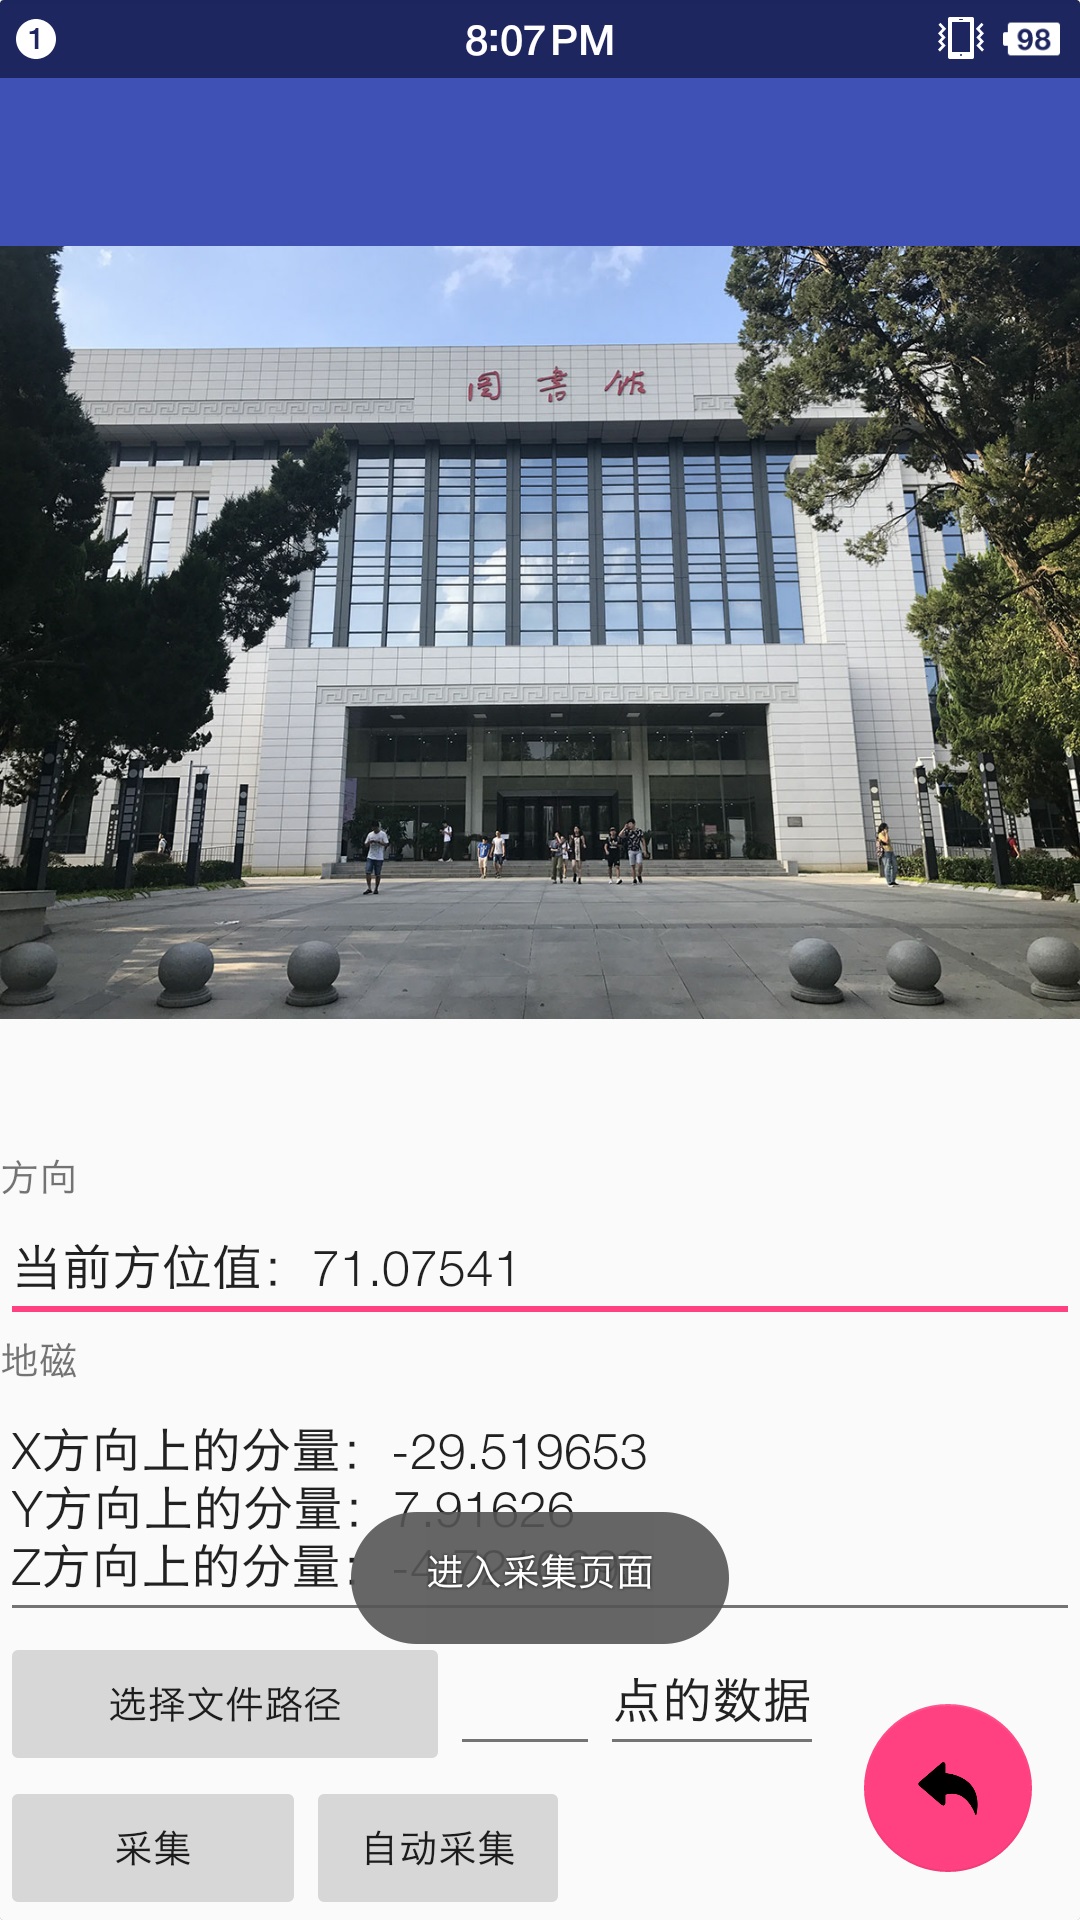 1
8:07 PM
98
图書馆
方向
当前方位值：71.07541
地磁
X方向上的分量：-29.519653
Y方向上的分量：7.91626
Z方向上的分量：
进入采集页面
选择文件路径
点的数据
采集
自动采集